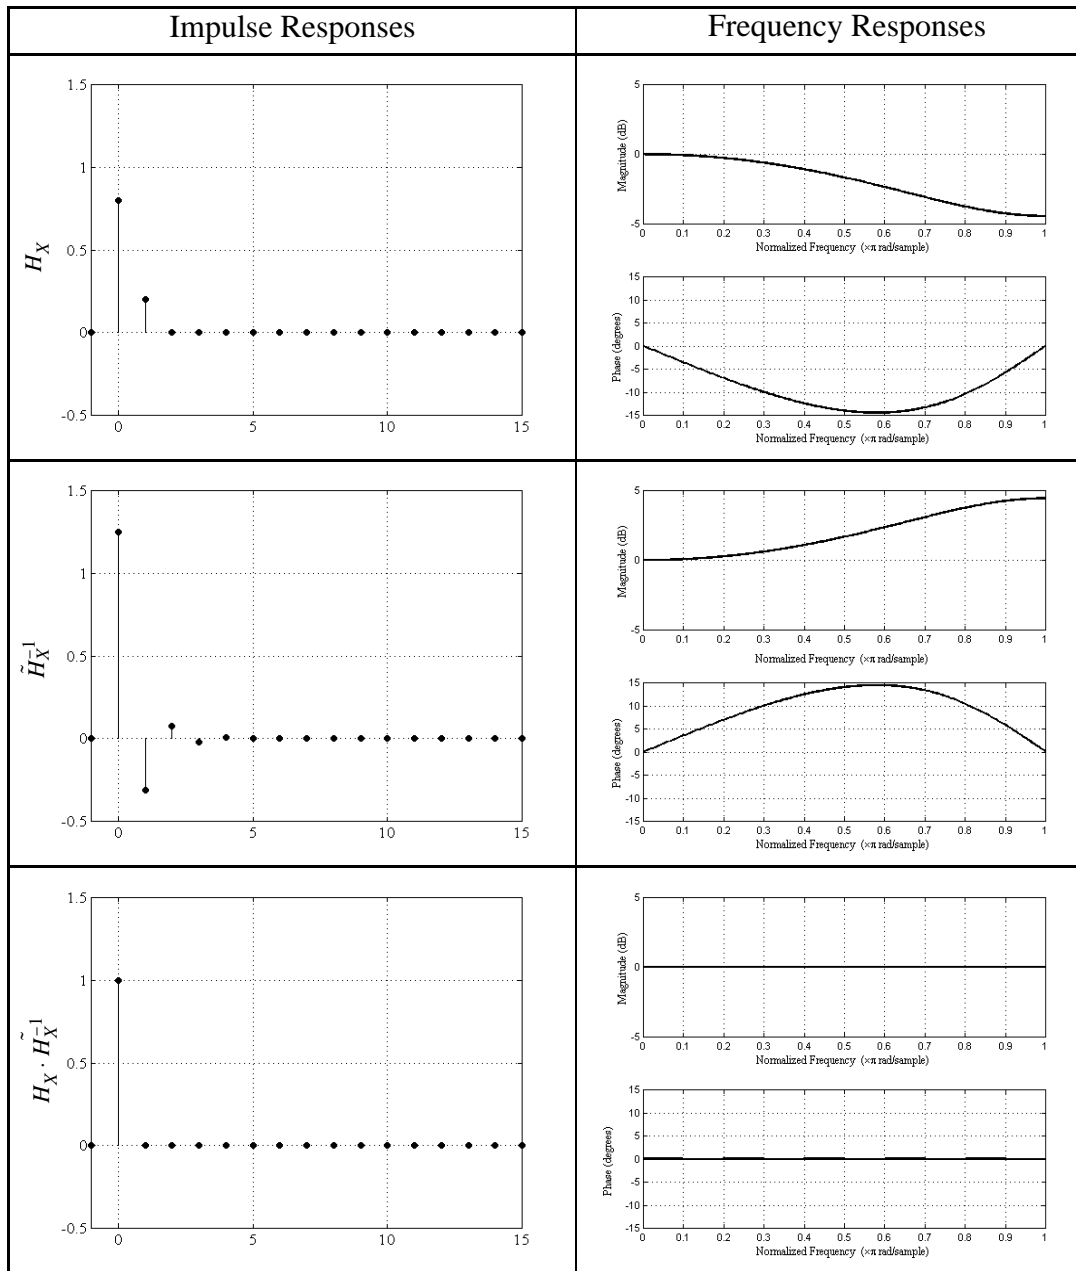 Impulse Responses
Frequency Responses
H_X
1.5
1
0.5
0
-0.5
0 5 10 15
Magnitude (dB)
5
0
-5
0 0.1 0.2 0.3 0.4 0.5 0.6 0.7 0.8 0.9 1
Normalized Frequency (×π rad/sample)
Phase (degrees)
15
10
5
0
-5
-10
-15
0 0.1 0.2 0.3 0.4 0.5 0.6 0.7 0.8 0.9 1
Normalized Frequency (×π rad/sample)
H̃_X^-1
1.5
1
0.5
0
-0.5
0 5 10 15
Magnitude (dB)
5
0
-5
0 0.1 0.2 0.3 0.4 0.5 0.6 0.7 0.8 0.9 1
Normalized Frequency (×π rad/sample)
Phase (degrees)
15
10
5
0
-5
-10
-15
0 0.1 0.2 0.3 0.4 0.5 0.6 0.7 0.8 0.9 1
Normalized Frequency (×π rad/sample)
H_X · H̃_X^-1
1.5
1
0.5
0
-0.5
0 5 10 15
Magnitude (dB)
5
0
-5
0 0.1 0.2 0.3 0.4 0.5 0.6 0.7 0.8 0.9 1
Normalized Frequency (×π rad/sample)
Phase (degrees)
15
10
5
0
-5
-10
-15
0 0.1 0.2 0.3 0.4 0.5 0.6 0.7 0.8 0.9 1
Normalized Frequency (×π rad/sample)